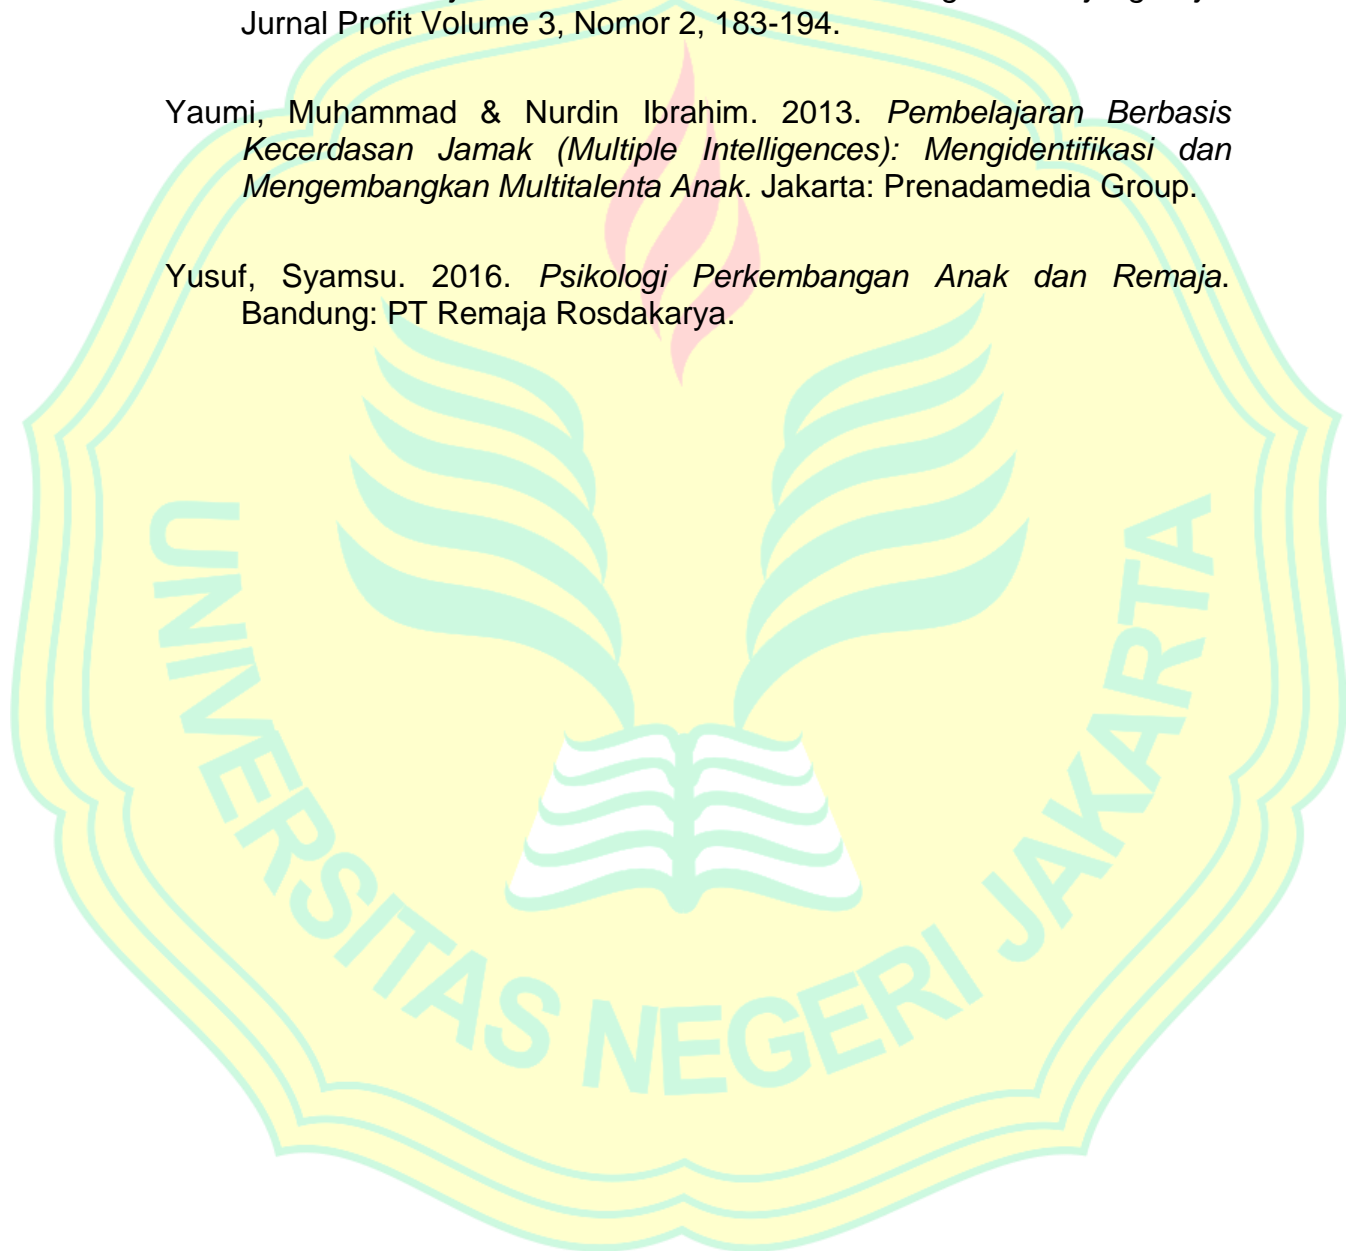 Jurnal Profit Volume 3, Nomor 2, 183-194.
Yaumi, Muhammad & Nurdin Ibrahim. 2013. Pembelajaran Berbasis
Kecerdasan Jamak (Multiple Intelligences): Mengidentifikasi dan
Mengembangkan Multitalenta Anak. Jakarta: Prenadamedia Group.
Yusuf, Syamsu. 2016. Psikologi Perkembangan Anak dan Remaja.
Bandung: PT Remaja Rosdakarya.
UNIVERSITAS NEGERI JAKARTA